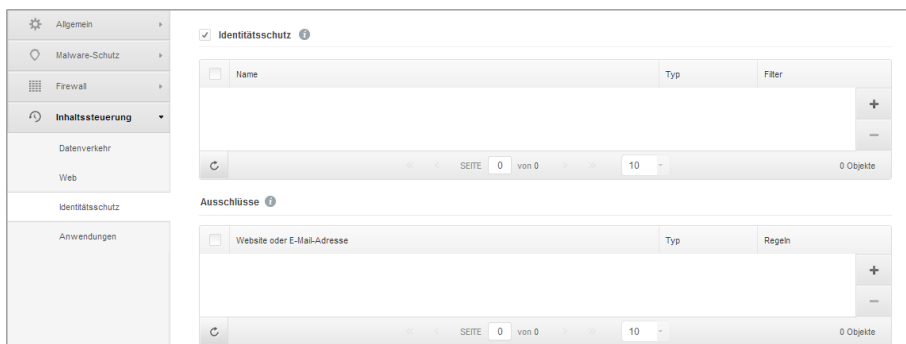 Allgemein
Malware-Schutz
Firewall
Inhaltssteuerung
Datenverkehr
Web
Identitätsschutz
Anwendungen
Identitätsschutz
Name Typ Filter
SEITE 0 von 0 10 0 Objekte
Ausschlüsse
Website oder E-Mail-Adresse Typ Regeln
SEITE 0 von 0 10 0 Objekte